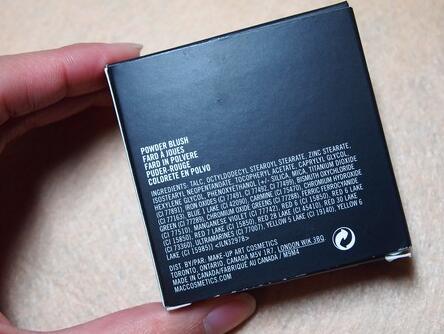 POWDER BLUSH
FARD À JOUES
FARD IN POLVERE
PUDER-ROUGE
COLORETE EN POLVO
INGREDIENTS: TALC, OCTYLDODECYL STEAROYL STEARATE, ZINC STEARATE,
ISOSTEARYL NEOPENTANOATE, TOCOPHERYL ACETATE, CAPRYLYL GLYCOL,
HEXYLENE GLYCOL, PHENOXYETHANOL [+/- SILICA, MICA, TITANIUM DIOXIDE
(CI 77891), IRON OXIDES (CI 77491, CI 77492, CI 77499), BISMUTH OXYCHLORIDE
(CI 77163), BLUE 1 LAKE (CI 42090), CARMINE (CI 75470), CHROMIUM HYDROXIDE
GREEN (CI 77289), CHROMIUM OXIDE GREENS (CI 77288), FERRIC FERROCYANIDE
(CI 77510), MANGANESE VIOLET (CI 77742), RED 6 (CI 15850), RED 6 LAKE
(CI 15850), RED 7 LAKE (CI 15850), RED 28 LAKE (CI 45410), RED 30 LAKE
(CI 73360), ULTRAMARINES (CI 77007), YELLOW 5 LAKE (CI 19140), YELLOW 6
LAKE (CI 15985)] <ILN32978>
DIST BY/PAR: MAKE-UP ART COSMETICS
TORONTO, ONTARIO, CANADA M5V 1R7, LONDON W1K 3BQ.
MADE IN CANADA/FABRIQUÉ AU CANADA / M9M4
MACCOSMETICS.COM